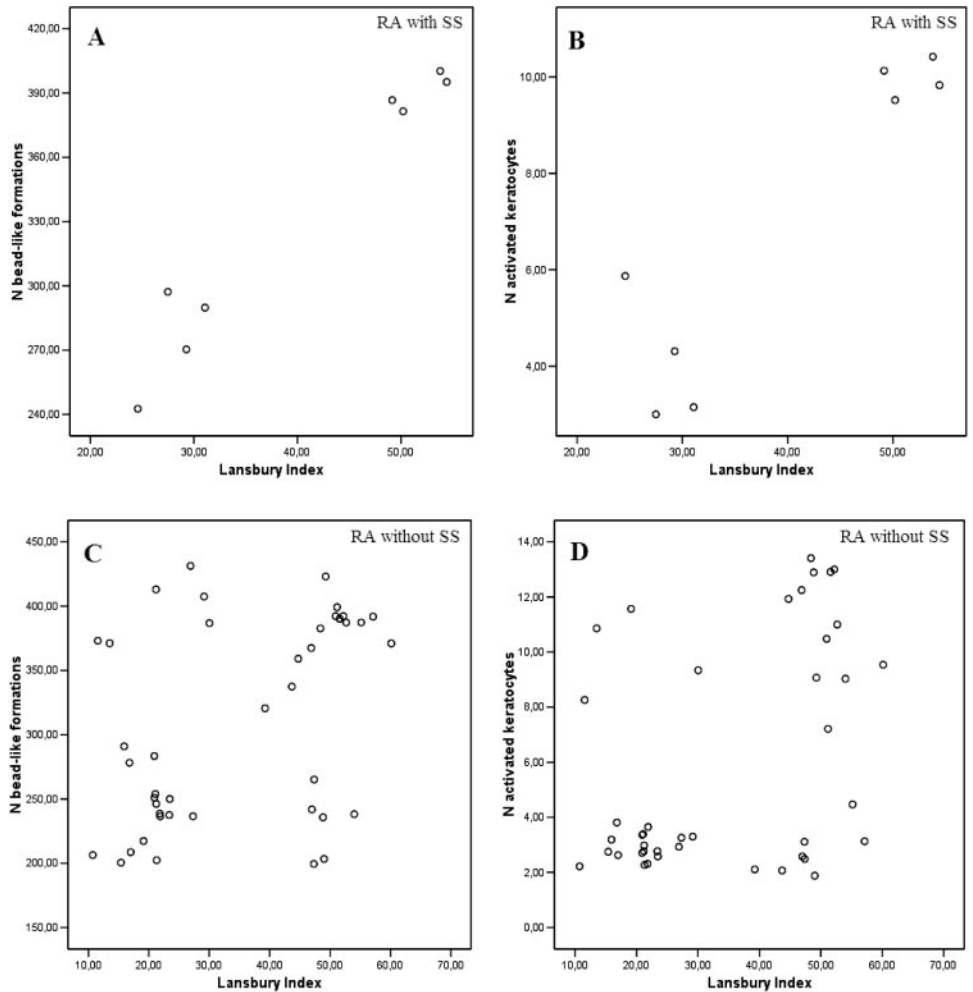 A
RA with SS
N bead-like formations
420,00
390,00
360,00
330,00
300,00
270,00
240,00
20,00 30,00 40,00 50,00
Lansbury Index
B
RA with SS
N activated keratocytes
10,00
8,00
6,00
4,00
20,00 30,00 40,00 50,00
Lansbury Index
C
RA without SS
N bead-like formations
450,00
400,00
350,00
300,00
250,00
200,00
150,00
10,00 20,00 30,00 40,00 50,00 60,00 70,00
Lansbury Index
D
RA without SS
N activated keratocytes
14,00
12,00
10,00
8,00
6,00
4,00
2,00
0,00
10,00 20,00 30,00 40,00 50,00 60,00 70,00
Lansbury Index